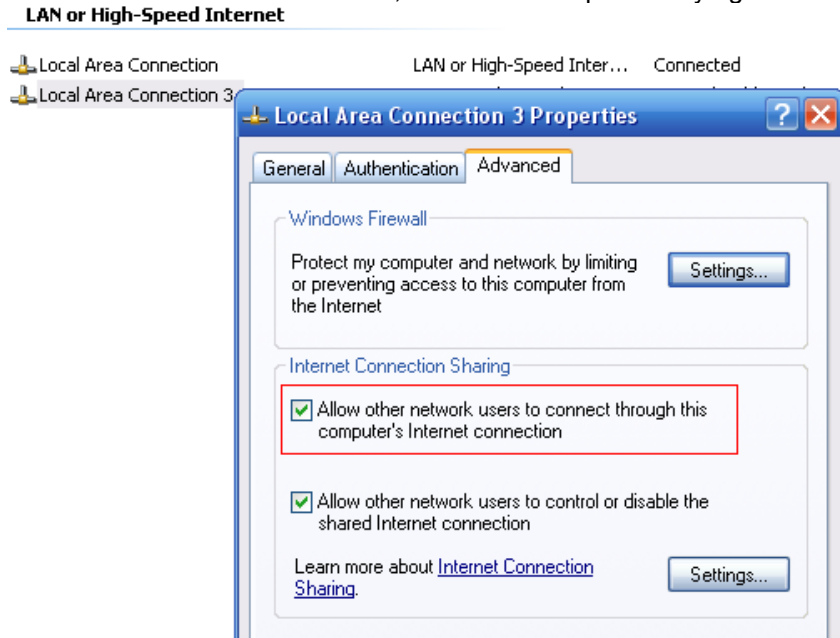 LAN or High-Speed Internet
Local Area Connection LAN or High-Speed Inter... Connected
Local Area Connection 3
Local Area Connection 3 Properties
General Authentication Advanced
Windows Firewall
Protect my computer and network by limiting
or preventing access to this computer from
the Internet
Settings...
Internet Connection Sharing
Allow other network users to connect through this
computer's Internet connection
Allow other network users to control or disable the
shared Internet connection
Learn more about Internet Connection
Sharing.
Settings...